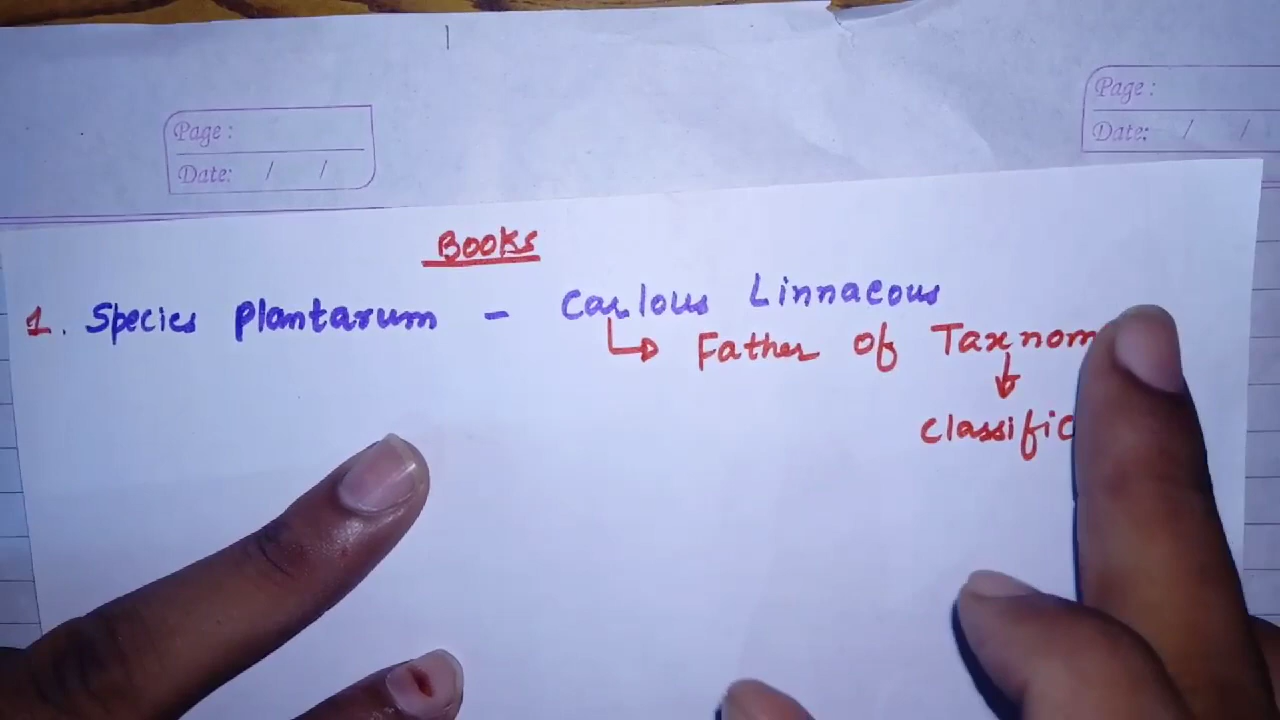 Page :
Date: / /
Page :
Date: / /
Books
1. Species Plantarum - Carlous Linnaeous
Father of Taxnom
Classific